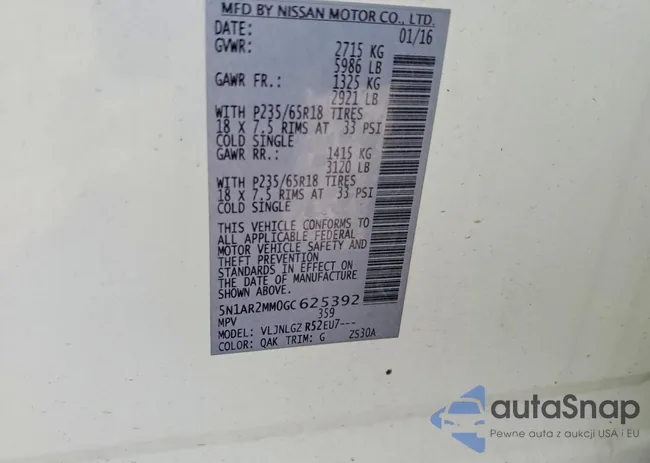 MFD BY NISSAN MOTOR CO., LTD.
DATE: 01/16
GVWR: 2715 KG
5986 LB
GAWR FR.: 1325 KG
2921 LB
WITH P235/65R18 TIRES
18 X 7.5 RIMS AT 33 PSI
COLD SINGLE
GAWR RR.: 1415 KG
3120 LB
WITH P235/65R18 TIRES
18 X 7.5 RIMS AT 33 PSI
COLD SINGLE
THIS VEHICLE CONFORMS TO
ALL APPLICABLE FEDERAL
MOTOR VEHICLE SAFETY AND
THEFT PREVENTION
STANDARDS IN EFFECT ON
THE DATE OF MANUFACTURE
SHOWN ABOVE.
5N1AR2MM0GC625392
MPV 359
MODEL: VLJNLGZ R52EU7---
COLOR: QAK TRIM: G ZS30A
autaSnap
Pewne auta z aukcji USA i EU